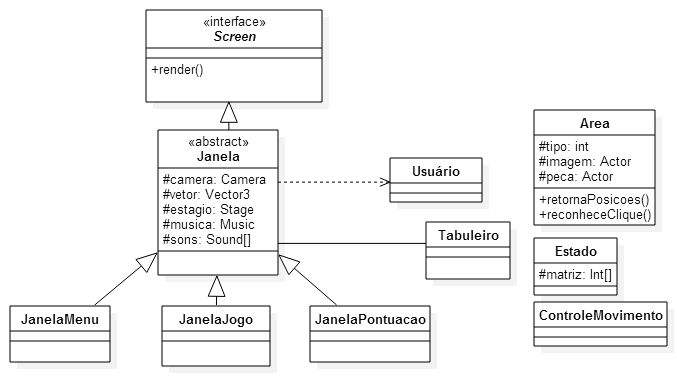 «interface»
Screen
+render()
«abstract»
Janela
#camera: Camera
#vetor: Vector3
#estagio: Stage
#musica: Music
#sons: Sound[]
Usuário
Tabuleiro
JanelaMenu
JanelaJogo
JanelaPontuacao
Area
#tipo: int
#imagem: Actor
#peca: Actor
+retornaPosicoes()
+reconheceClique()
Estado
#matriz: Int[]
ControleMovimento